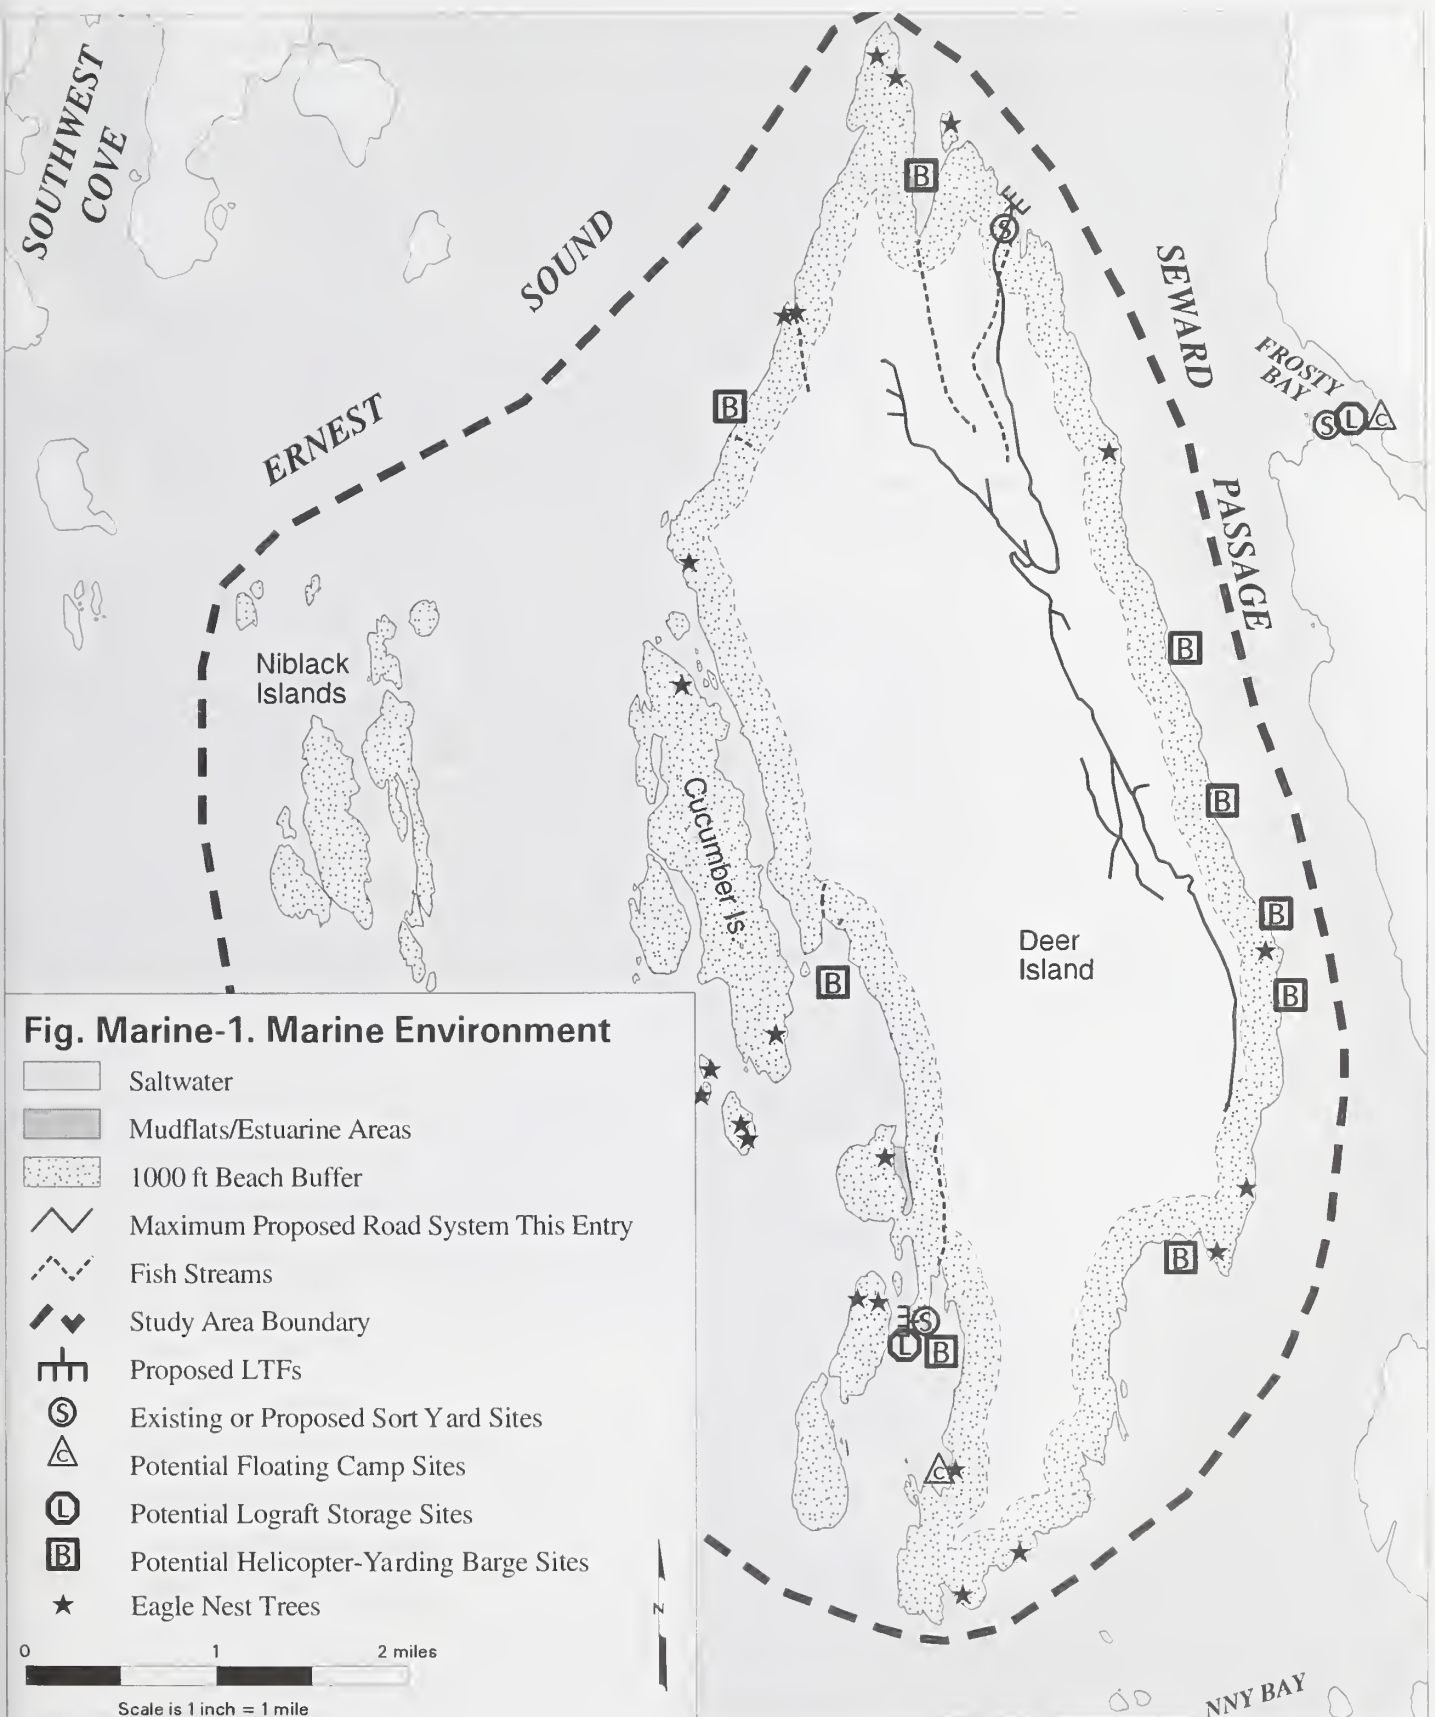 SOUTHWEST
COVE
SOUND
ERNEST
SEWARD
PASSAGE
FROSTY
BAY
B
S
B
S
L
C
B
Niblack
Islands
Cucumber Is.
B
B
Deer
Island
B
B
B
S
L
B
C
NNY BAY
Fig. Marine-1. Marine Environment
Saltwater
Mudflats/Estuarine Areas
1000 ft Beach Buffer
Maximum Proposed Road System This Entry
Fish Streams
Study Area Boundary
Proposed LTFs
S Existing or Proposed Sort Yard Sites
C Potential Floating Camp Sites
L Potential Lograft Storage Sites
B Potential Helicopter-Yarding Barge Sites
Eagle Nest Trees
N
0 1 2 miles
Scale is 1 inch = 1 mile